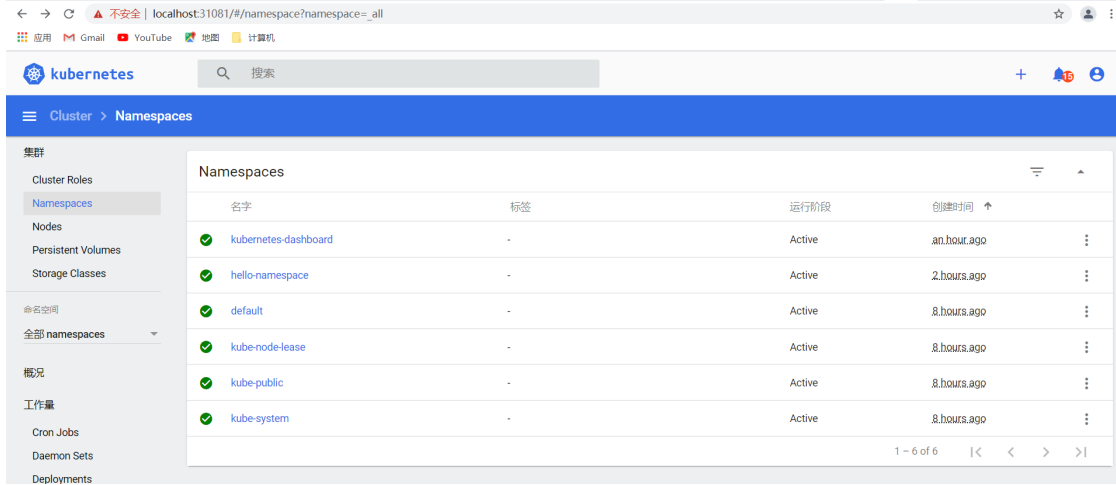 不安全 | localhost:31081/#/namespace?namespace=_all
应用 Gmail YouTube 地图 计算机
kubernetes 搜索 + 15
Cluster > Namespaces
集群
Cluster Roles
Namespaces
Nodes
Persistent Volumes
Storage Classes
命名空间
全部 namespaces
概况
工作量
Cron Jobs
Daemon Sets
Deployments
Namespaces
名字 标签 运行阶段 创建时间
kubernetes-dashboard - Active an hour ago
hello-namespace - Active 2 hours ago
default - Active 8 hours ago
kube-node-lease - Active 8 hours ago
kube-public - Active 8 hours ago
kube-system - Active 8 hours ago
1 – 6 of 6